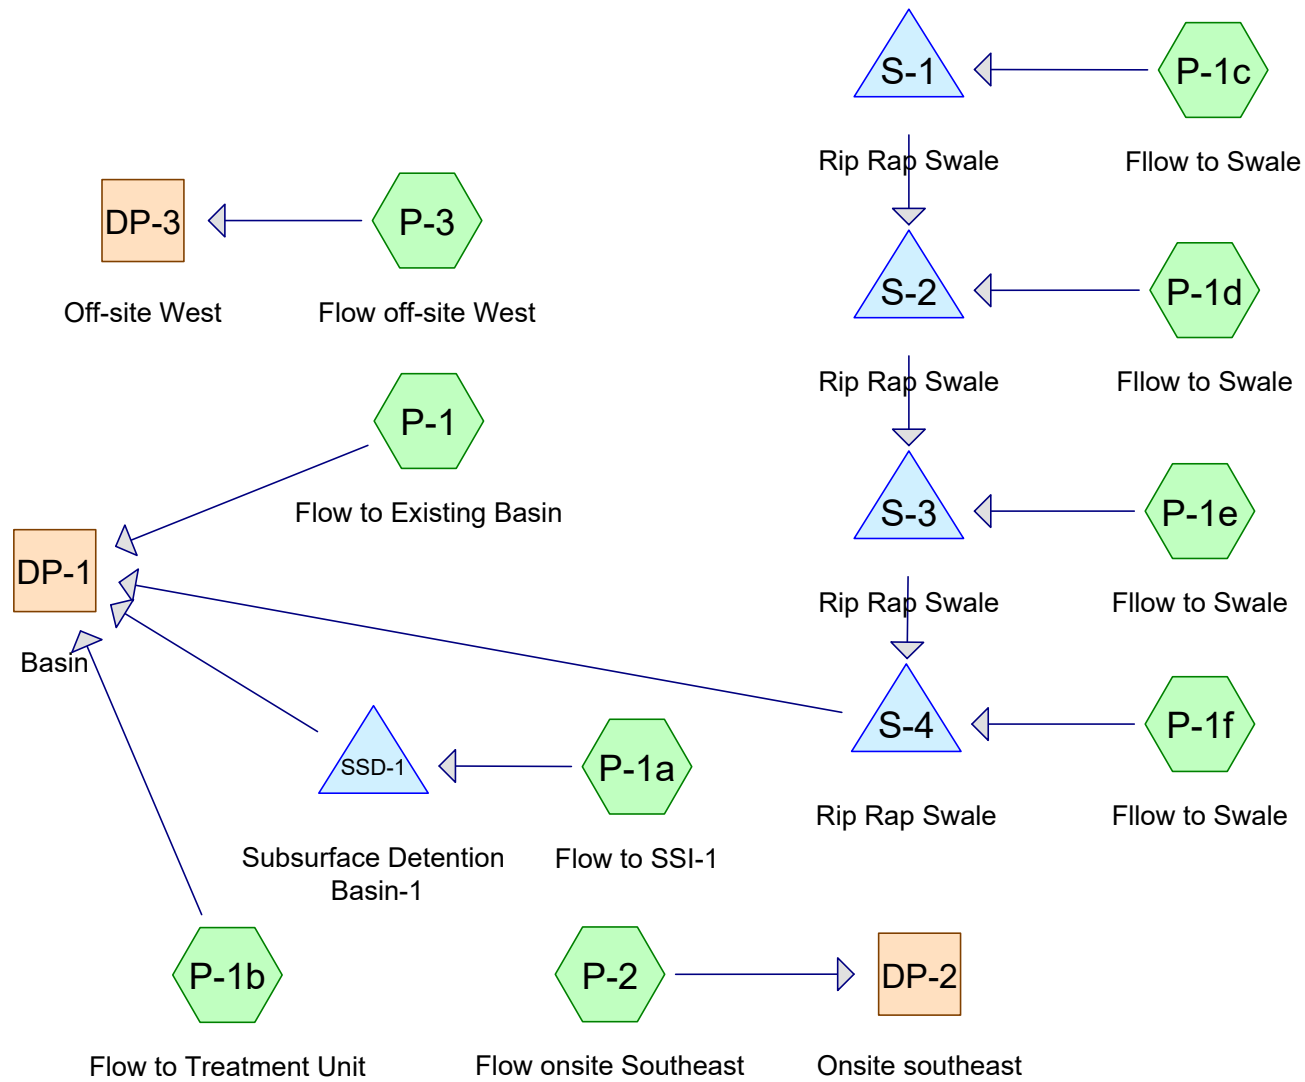 S-1
P-1c
Rip Rap Swale
Fllow to Swale
DP-3
P-3
Off-site West
Flow off-site West
S-2
P-1d
Rip Rap Swale
Fllow to Swale
P-1
Flow to Existing Basin
S-3
P-1e
DP-1
Basin
Rip Rap Swale
Fllow to Swale
SSD-1
P-1a
S-4
P-1f
Subsurface Detention
Basin-1
Flow to SSI-1
Rip Rap Swale
Fllow to Swale
P-1b
P-2
DP-2
Flow to Treatment Unit
Flow onsite Southeast
Onsite southeast